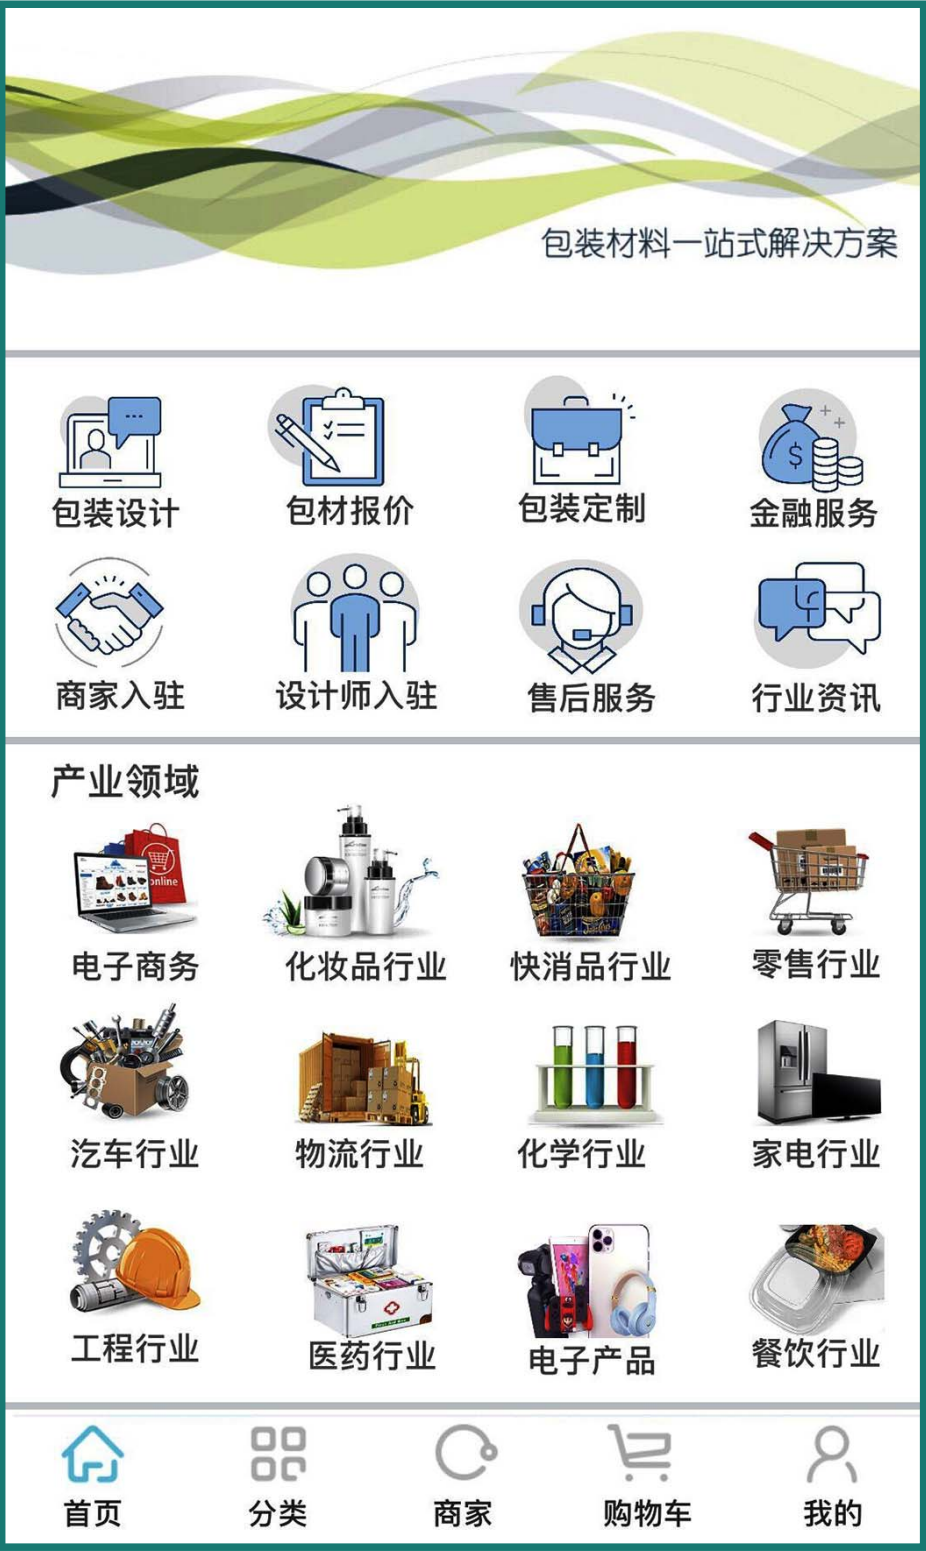 包装材料一站式解决方案
包装设计 包材报价 包装定制 金融服务
商家入驻 设计师入驻 售后服务 行业资讯
产业领域
online
电子商务 化妆品行业 快消品行业 零售行业
汽车行业 物流行业 化学行业 家电行业
工程行业 医药行业 电子产品 餐饮行业
首页 分类 商家 购物车 我的